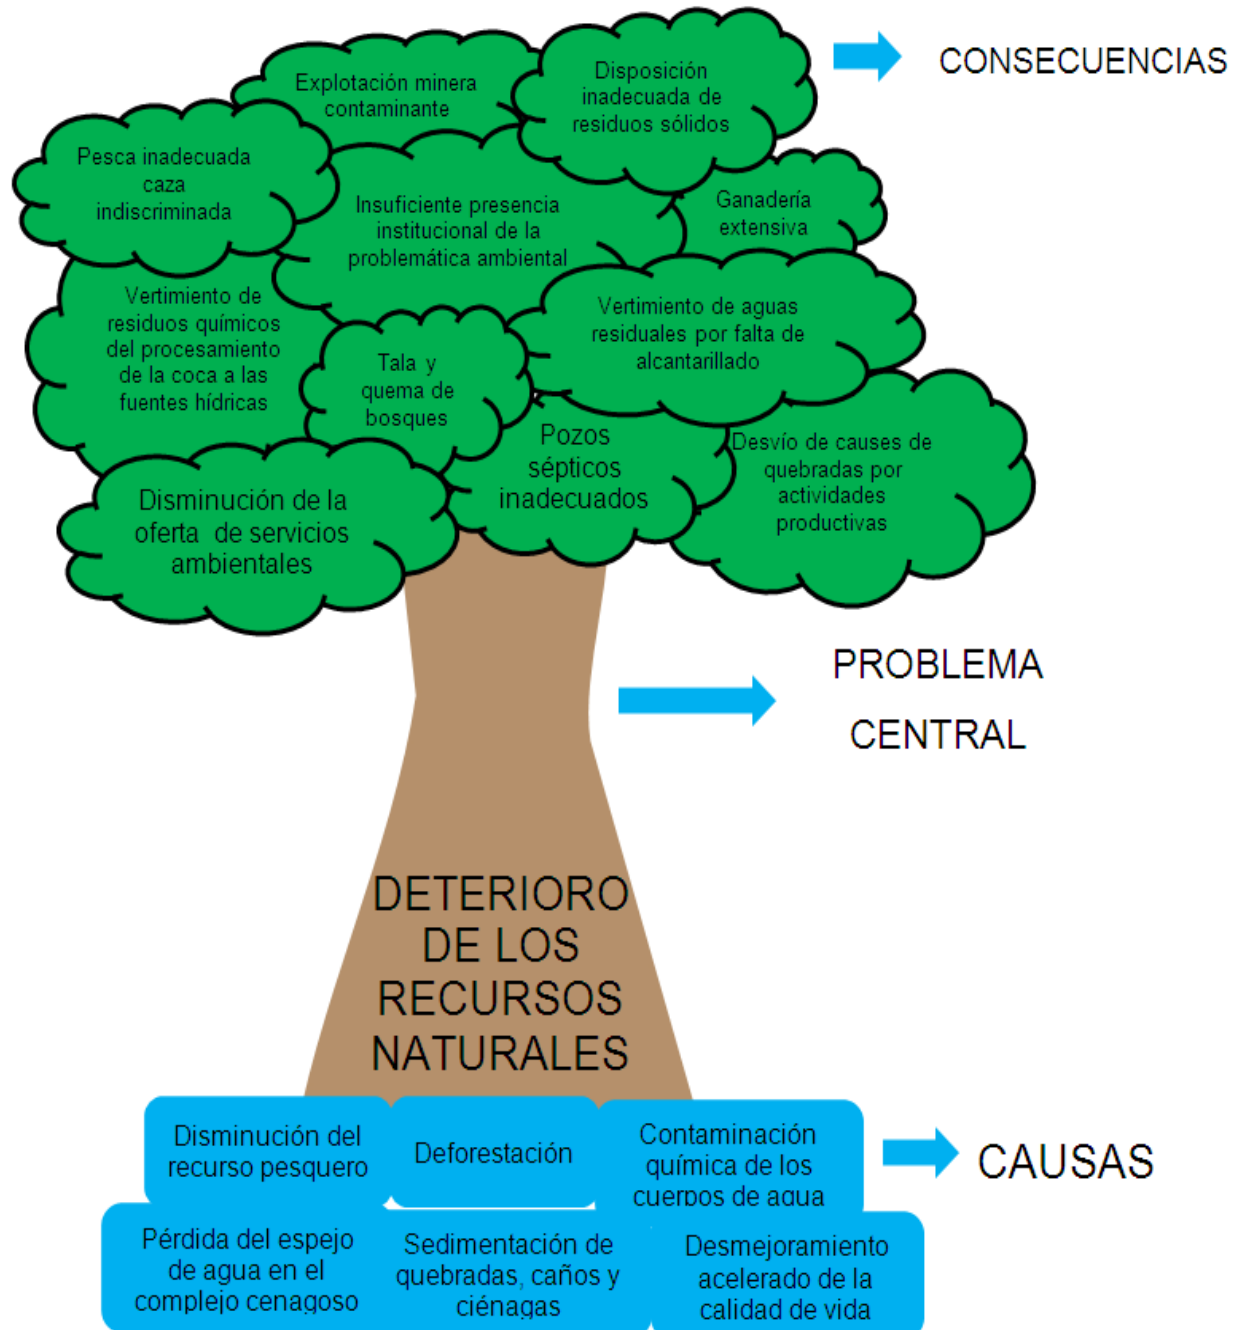 CONSECUENCIAS
Explotación minera
contaminante
Disposición
inadecuada de
residuos sólidos
Pesca inadecuada
caza
indiscriminada
Insuficiente presencia
institucional de la
problemática ambiental
Ganadería
extensiva
Vertimiento de
residuos químicos
del procesamiento
de la coca a las
fuentes hídricas
Tala y
quema de
bosques
Vertimiento de aguas
residuales por falta de
alcantarillado
Pozos
sépticos
inadecuados
Desvío de causes de
quebradas por
actividades
productivas
Disminución de la
oferta de servicios
ambientales
PROBLEMA
CENTRAL
DETERIORO
DE LOS
RECURSOS
NATURALES
Disminución del
recurso pesquero
Deforestación
Contaminación
química de los
cuerpos de agua
CAUSAS
Pérdida del espejo
de agua en el
complejo cenagoso
Sedimentación de
quebradas, caños y
ciénagas
Desmejoramiento
acelerado de la
calidad de vida